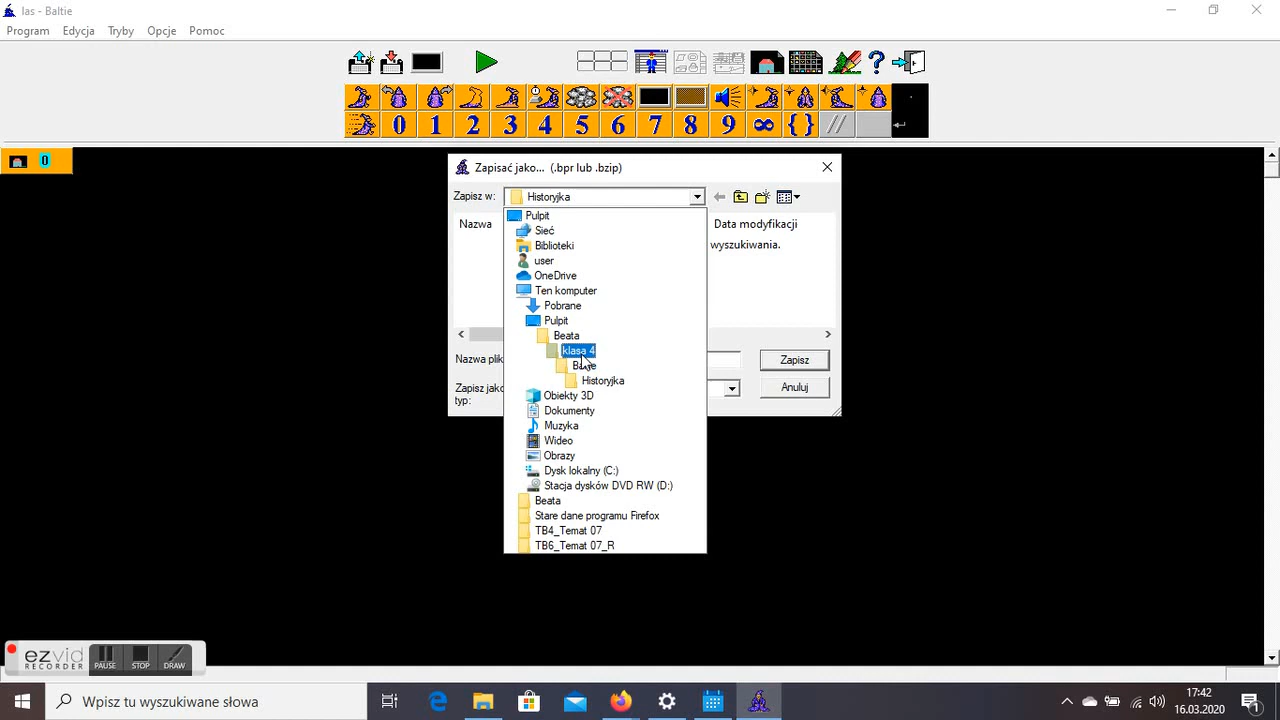 las - Baltie
Program Edycja Tryby Opcje Pomoc
?
0 1 2 3 4 5 6 7 8 9 ∞ { } //
0
Zapisać jako... (.bpr lub .bzip)
Zapisz w: Historyjka
Nazwa Data modyfikacji
wyszukiwania.
Pulpit
Sieć
Biblioteki
user
OneDrive
Ten komputer
Pobrane
Pulpit
Beata
klasa 4
Historyjka
Obiekty 3D
Dokumenty
Muzyka
Wideo
Obrazy
Dysk lokalny (C:)
Stacja dysków DVD RW (D:)
Beata
Stare dane programu Firefox
TB4_Temat 07
TB6_Temat 07_R
Nazwa plik
Zapisz
Zapisz jako
typ:
Anuluj
ezvid
RECORDER
PAUSE STOP DRAW
Wpisz tu wyszukiwane słowa
17:42
16.03.2020
1